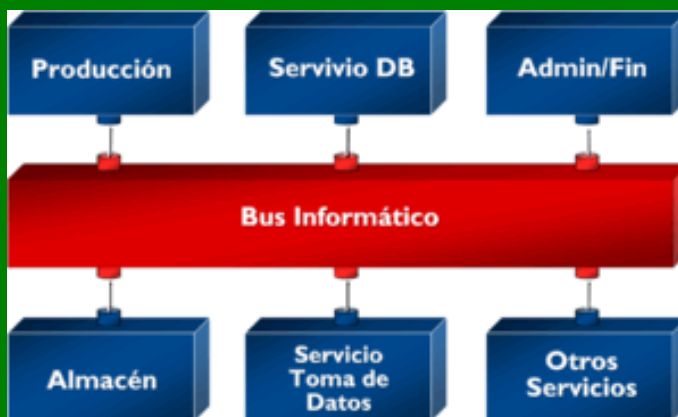 Producción
Servivio DB
Admin/Fin
Bus Informático
Almacén
Servicio
Toma de
Datos
Otros
Servicios